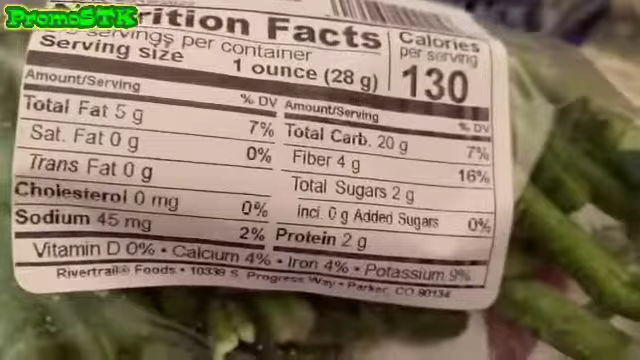 PromoSTK
Nutrition Facts
servings per container
Serving size 1 ounce (28 g)
Calories
per serving
130
Amount/Serving % DV
Total Fat 5 g 7%
Sat. Fat 0 g 0%
Trans Fat 0 g
Cholesterol 0 mg 0%
Sodium 45 mg 2%
Amount/Serving % DV
Total Carb. 20 g 7%
Fiber 4 g 16%
Total Sugars 2 g
Incl. 0 g Added Sugars 0%
Protein 2 g
Vitamin D 0% • Calcium 4% • Iron 4% • Potassium 9%
Rivertrail® Foods • 10338 S. Progress Way • Parker, CO 80134